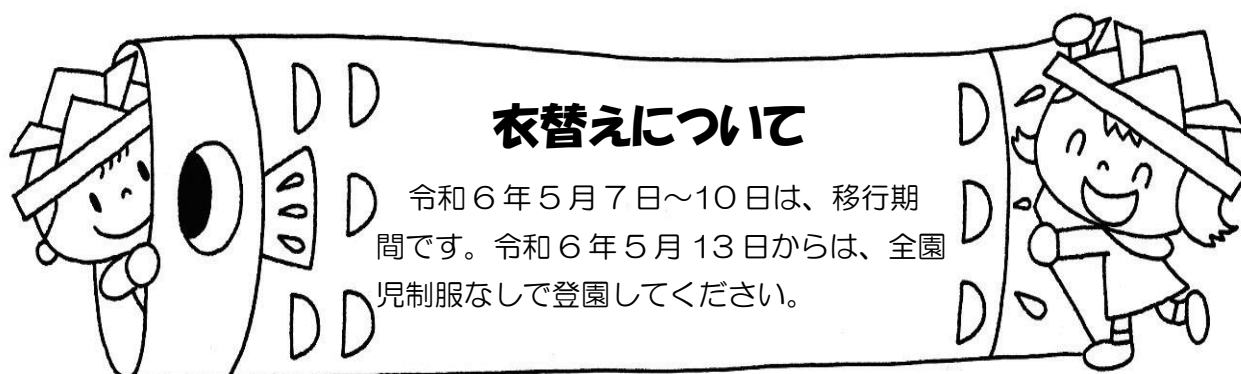 衣替えについて
令和6年5月7日～10日は、移行期
間です。令和6年5月13日からは、全園
児制服なしで登園してください。